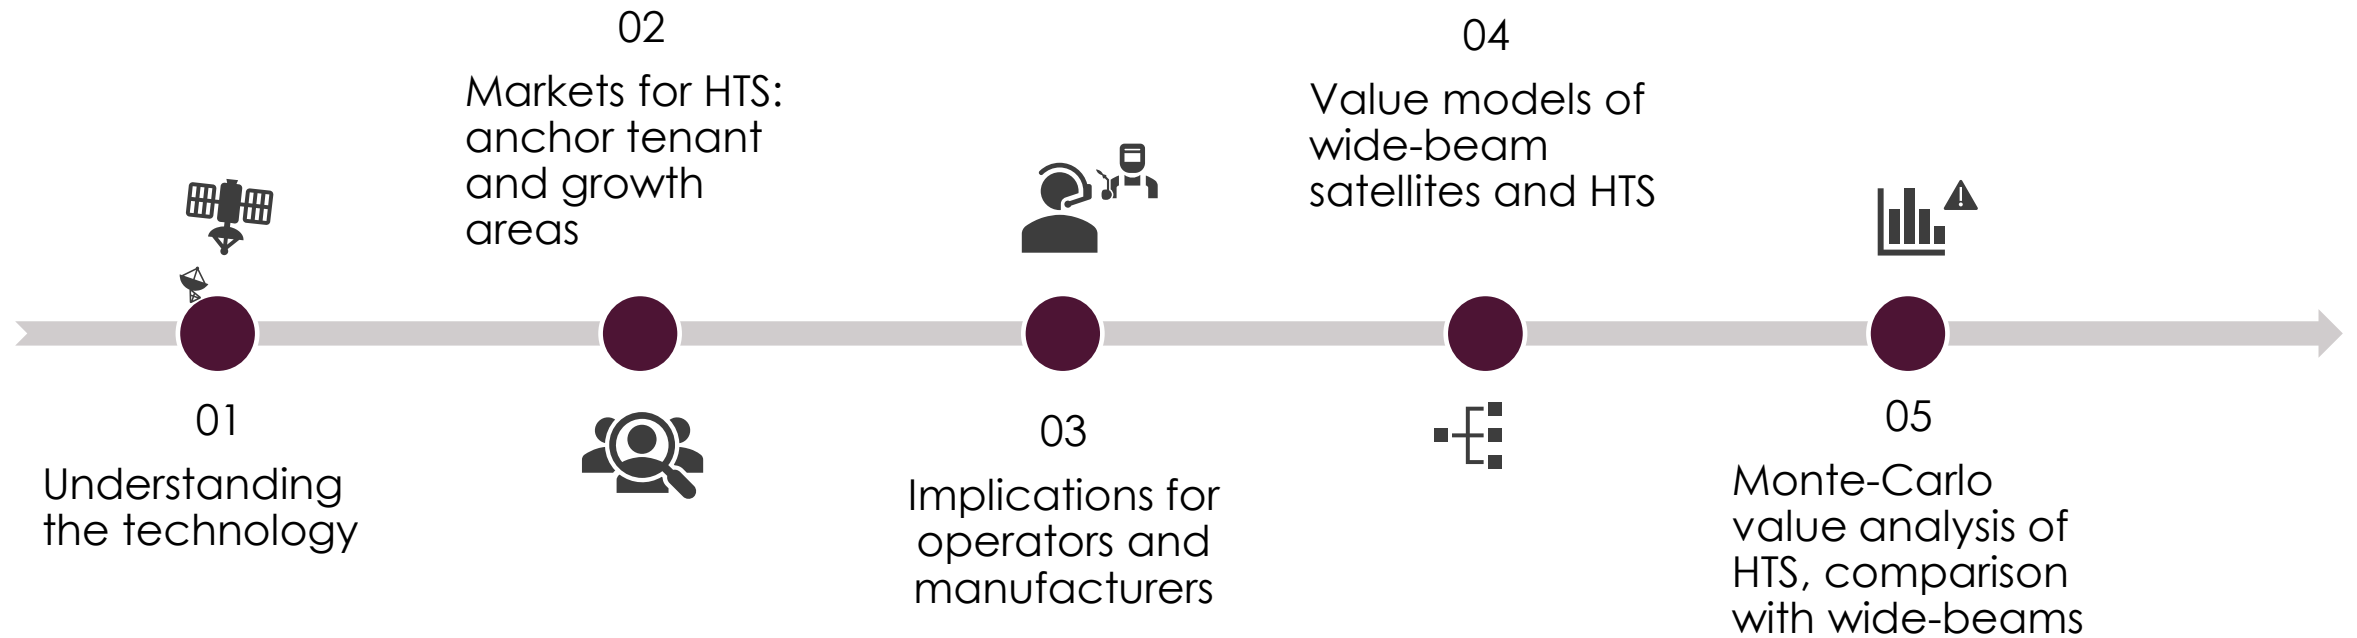 01
Understanding
the technology
02
Markets for HTS:
anchor tenant
and growth
areas
03
Implications for
operators and
manufacturers
04
Value models of
wide-beam
satellites and HTS
05
Monte-Carlo
value analysis of
HTS, comparison
with wide-beams